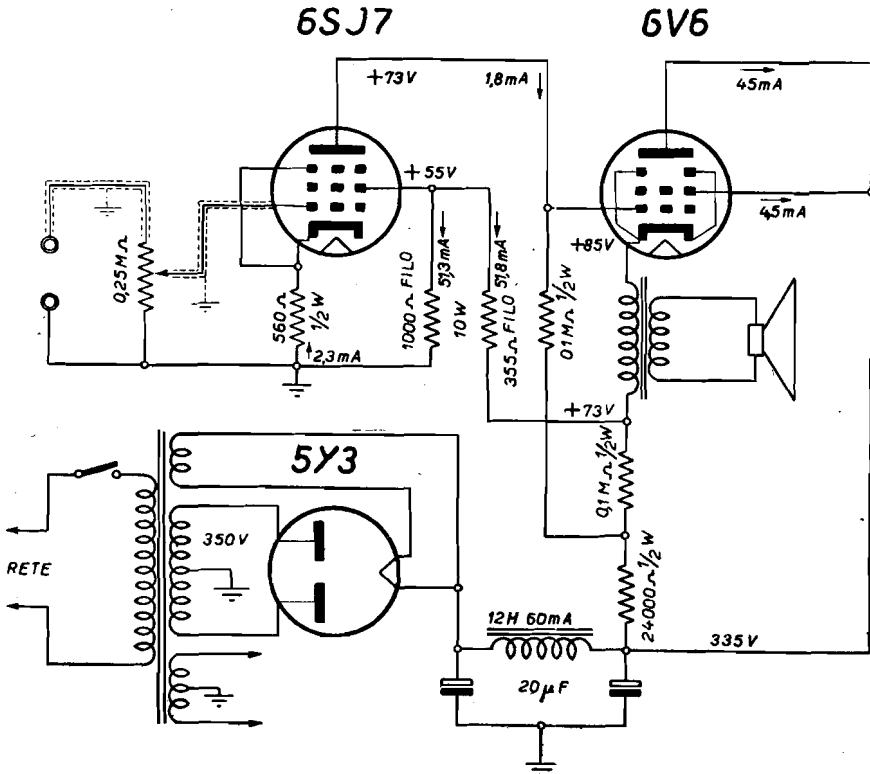 6SJ7
6V6
+73V
1,8mA
45mA
+55V
4,5mA
+85V
0,25MΩ
560Ω
1/2W
2,3mA
1000Ω FILO
51,3mA
10W
51,8mA
355Ω FILO
01MΩ 1/2W
+73V
0,1MΩ 1/2W
5Y3
350V
RETE
24000Ω 1/2W
12H 60mA
335V
20µF